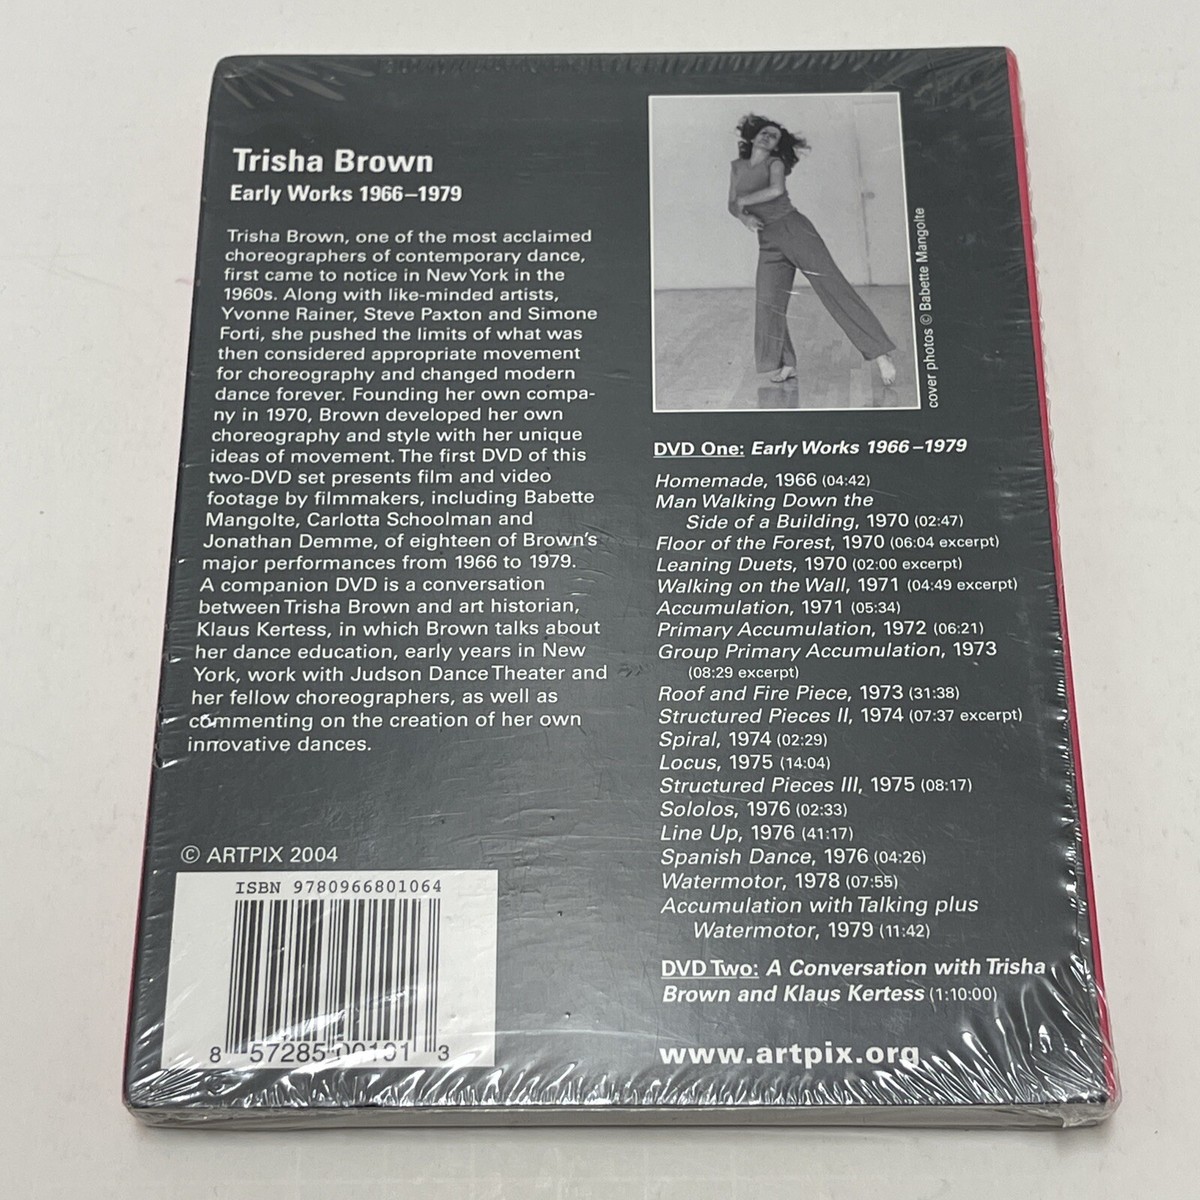 Trisha Brown
Early Works 1966–1979
Trisha Brown, one of the most acclaimed
choreographers of contemporary dance,
first came to notice in New York in the
1960s. Along with like-minded artists,
Yvonne Rainer, Steve Paxton and Simone
Forti, she pushed the limits of what was
then considered appropriate movement
for choreography and changed modern
dance forever. Founding her own compa-
ny in 1970, Brown developed her own
choreography and style with her unique
ideas of movement. The first DVD of this
two-DVD set presents film and video
footage by filmmakers, including Babette
Mangolte, Carlotta Schoolman and
Jonathan Demme, of eighteen of Brown's
major performances from 1966 to 1979.
A companion DVD is a conversation
between Trisha Brown and art historian,
Klaus Kertess, in which Brown talks about
her dance education, early years in New
York, work with Judson Dance Theater and
her fellow choreographers, as well as
commenting on the creation of her own
innovative dances.
© ARTPIX 2004
ISBN 9780966801064
8 57285 00101 3
cover photos © Babette Mangolte
DVD One: Early Works 1966–1979
Homemade, 1966 (04:42)
Man Walking Down the
Side of a Building, 1970 (02:47)
Floor of the Forest, 1970 (06:04 excerpt)
Leaning Duets, 1970 (02:00 excerpt)
Walking on the Wall, 1971 (04:49 excerpt)
Accumulation, 1971 (05:34)
Primary Accumulation, 1972 (06:21)
Group Primary Accumulation, 1973
(08:29 excerpt)
Roof and Fire Piece, 1973 (31:38)
Structured Pieces II, 1974 (07:37 excerpt)
Spiral, 1974 (02:29)
Locus, 1975 (14:04)
Structured Pieces III, 1975 (08:17)
Sololos, 1976 (02:33)
Line Up, 1976 (41:17)
Spanish Dance, 1976 (04:26)
Watermotor, 1978 (07:55)
Accumulation with Talking plus
Watermotor, 1979 (11:42)
DVD Two: A Conversation with Trisha
Brown and Klaus Kertess (1:10:00)
www.artpix.org